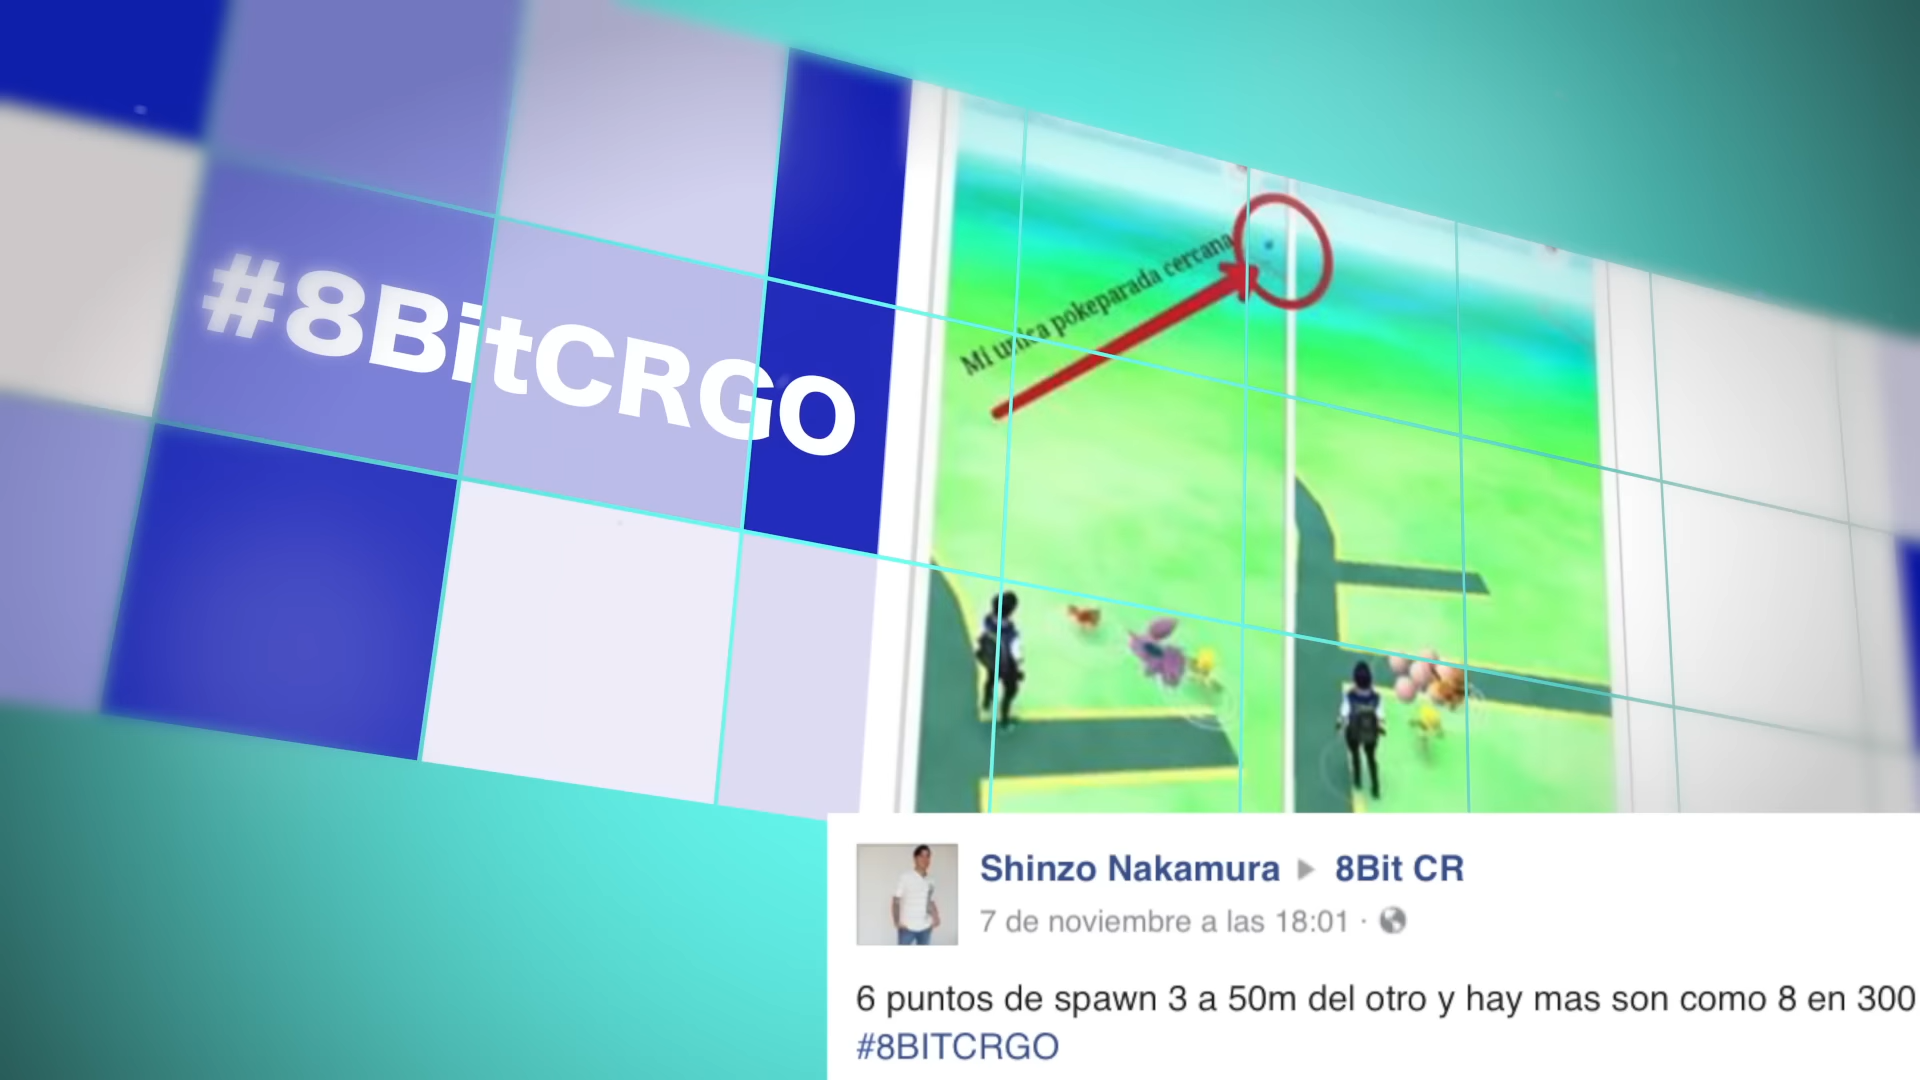 #8BitCRGO
Mi unica pokeparada cercana
Shinzo Nakamura ▸ 8Bit CR
7 de noviembre a las 18:01 ·
6 puntos de spawn 3 a 50m del otro y hay mas son como 8 en 300
#8BITCRGO